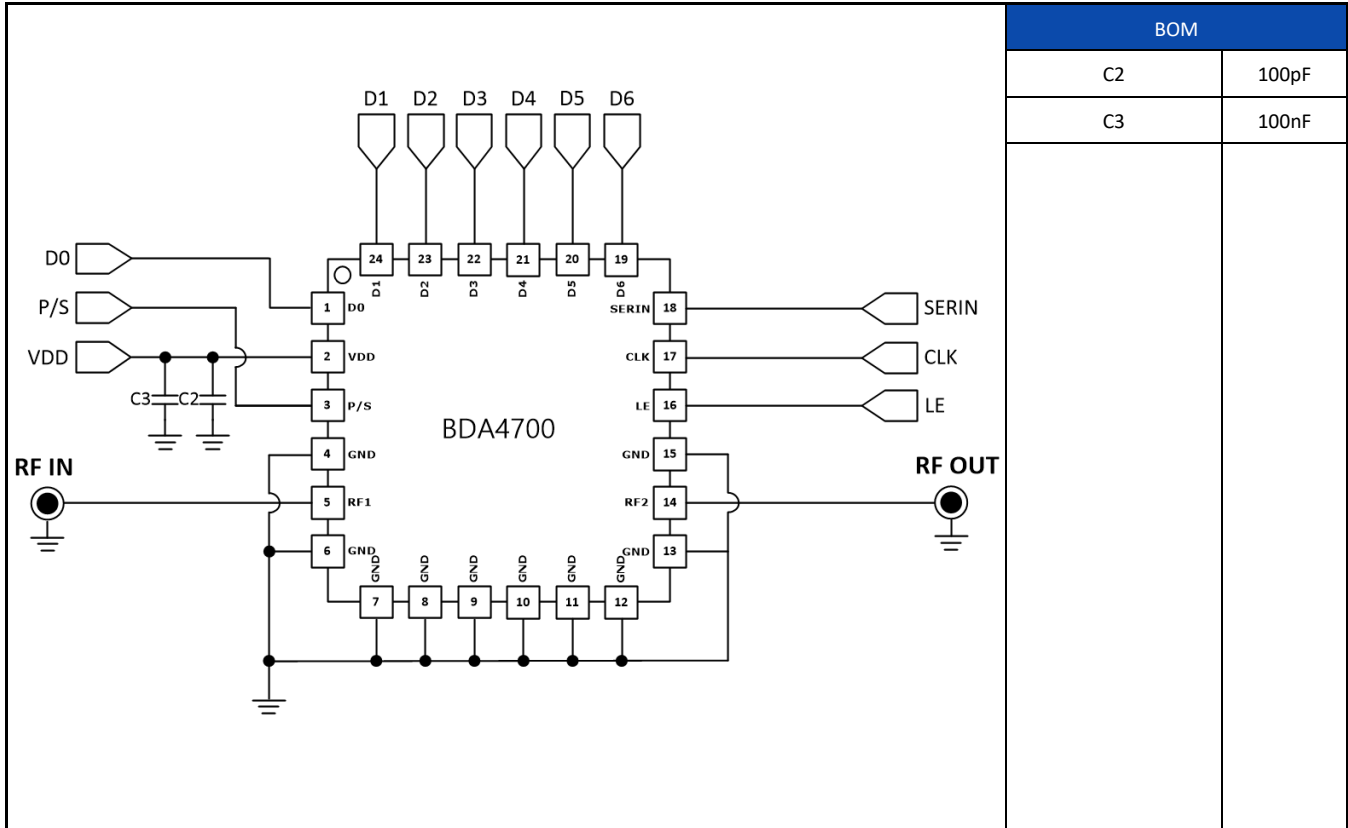 BOM
C2 100pF
C3 100nF
D1 D2 D3 D4 D5 D6
D0
P/S
VDD
C3 C2
RF IN
24 23 22 21 20 19
D1 D2 D3 D4 D5 D6
1 D0
2 VDD
3 P/S
4 GND
5 RF1
6 GND
BDA4700
SERIN 18
CLK 17
LE 16
GND 15
RF2 14
GND 13
GND GND GND GND GND GND
7 8 9 10 11 12
SERIN
CLK
LE
RF OUT